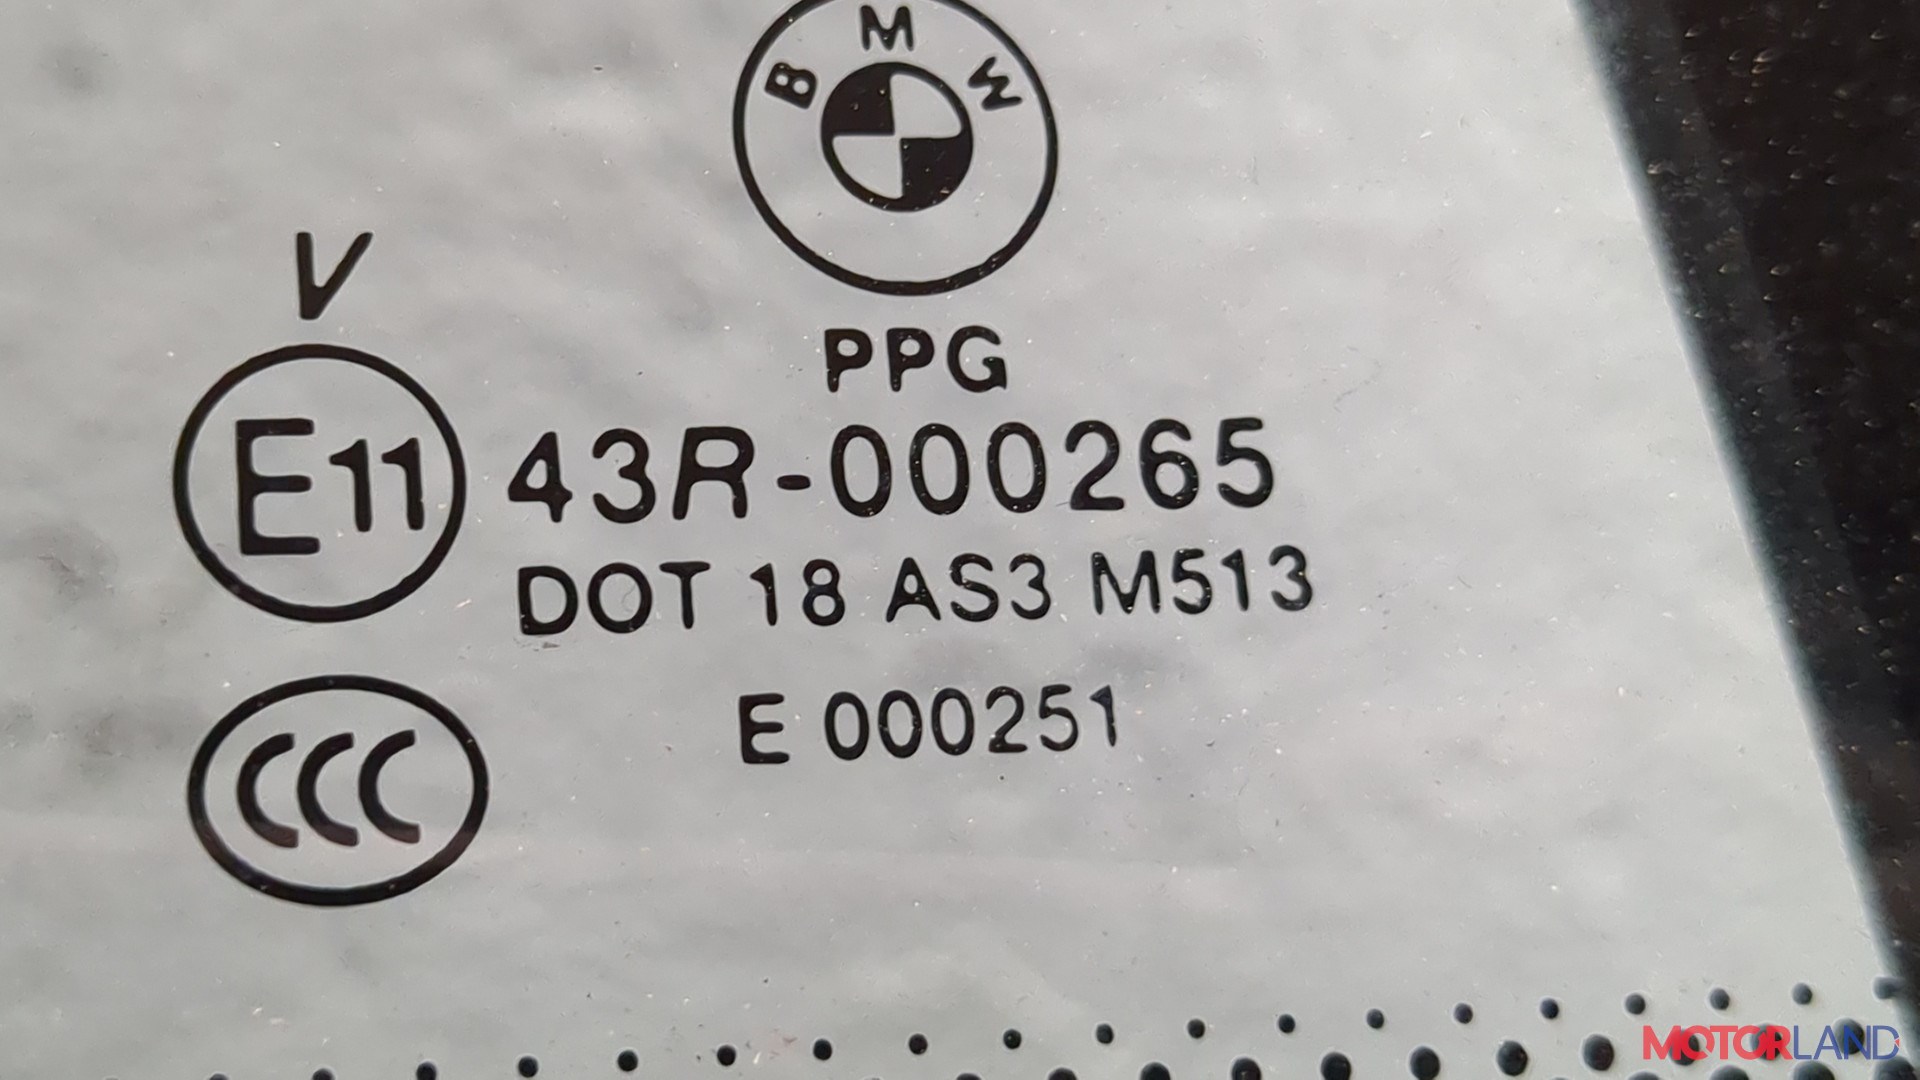 BMW
PPG
V
E11 43R-000265
DOT 18 AS3 M513
E 000251
CCC
MOTORLAND